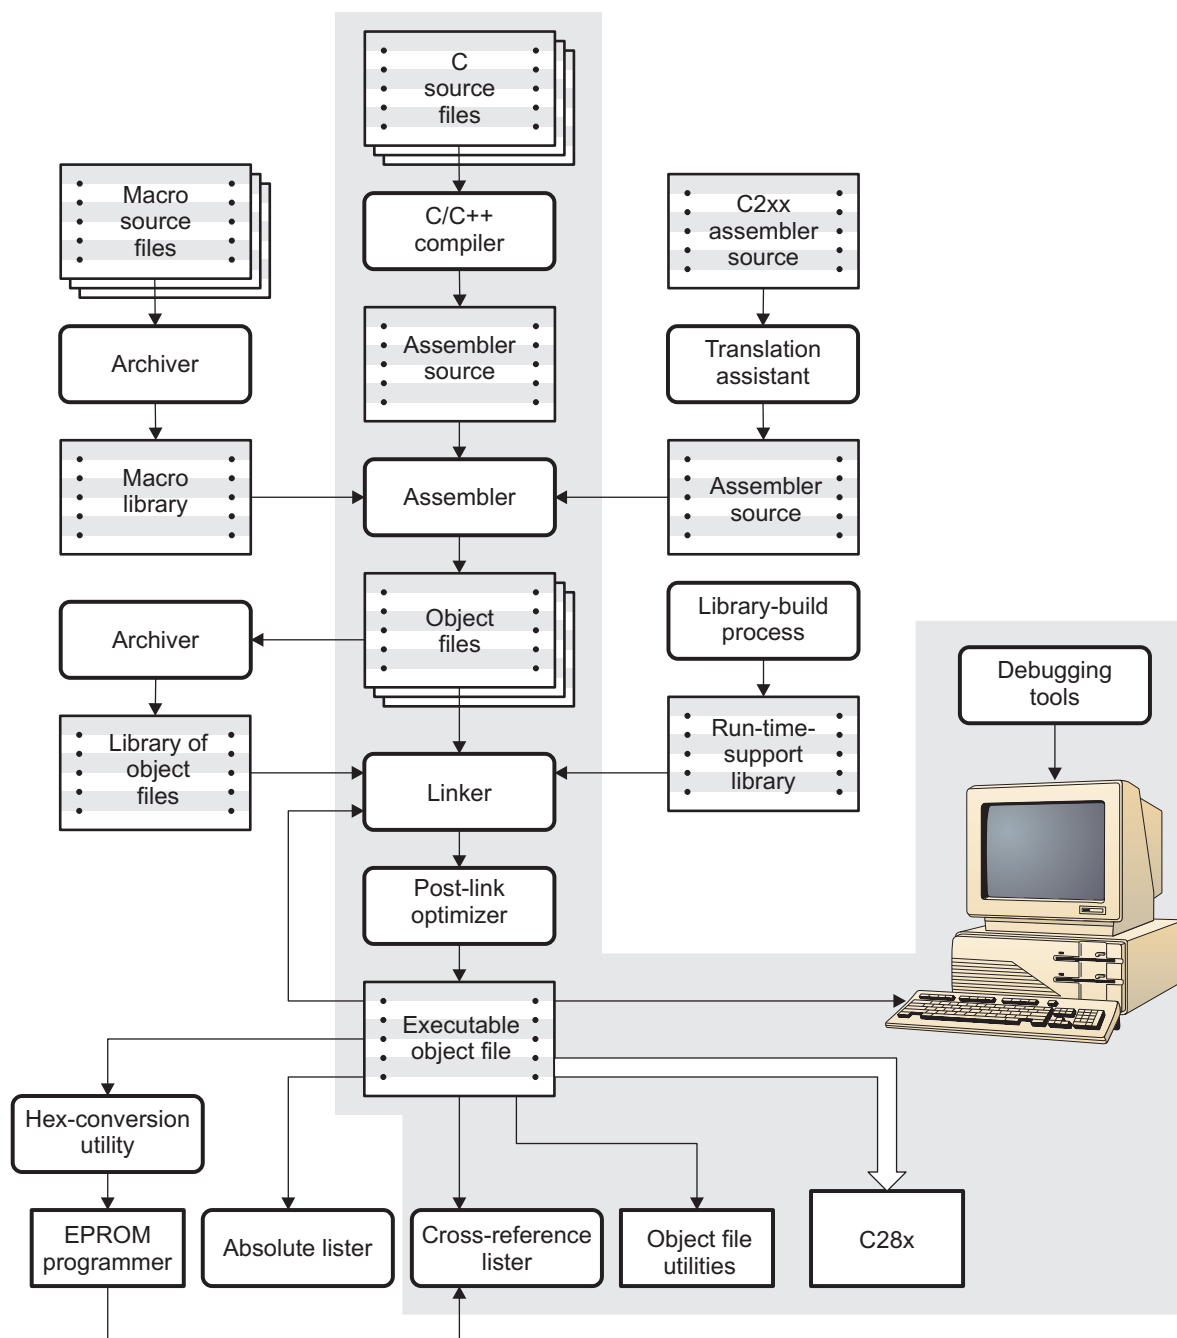 C
source
files
Macro
source
files
C/C++
compiler
C2xx
assembler
source
Archiver
Assembler
source
Translation
assistant
Macro
library
Assembler
Assembler
source
Archiver
Object
files
Library-build
process
Debugging
tools
Library of
object
files
Linker
Run-time-
support
library
Post-link
optimizer
Executable
object file
Hex-conversion
utility
EPROM
programmer
Absolute lister
Cross-reference
lister
Object file
utilities
C28x